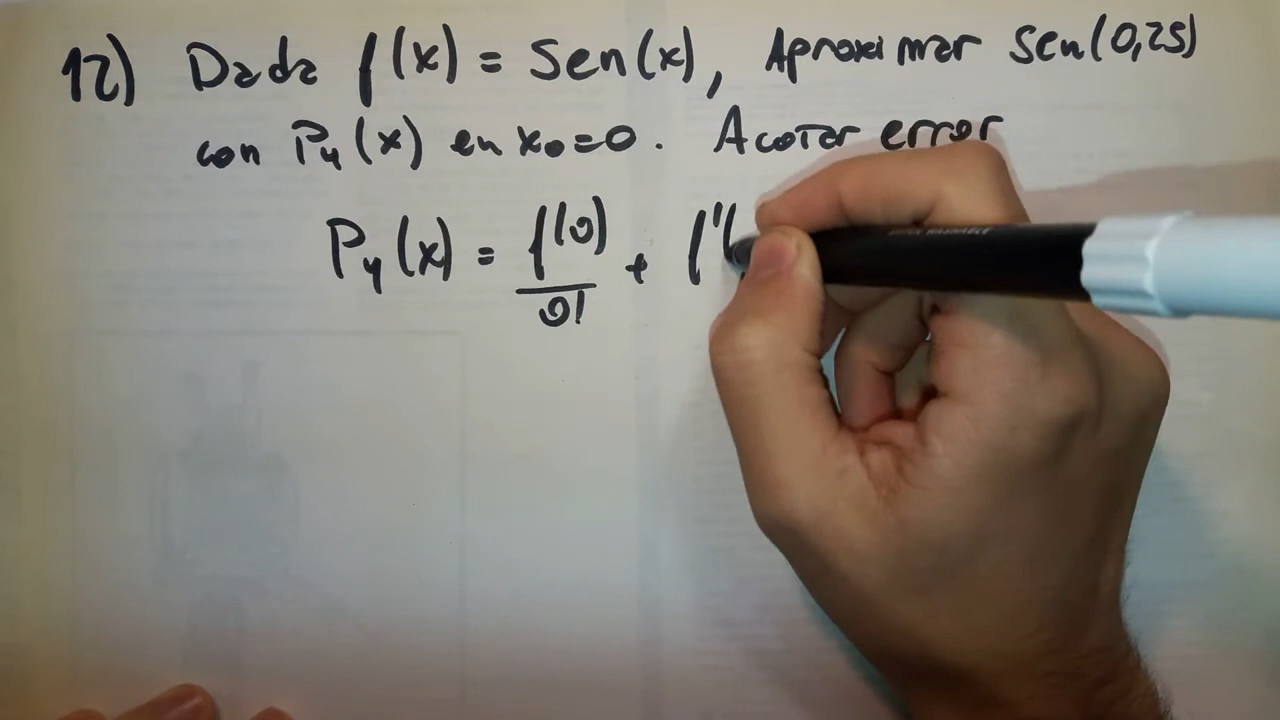 12) Dada f(x) = Sen(x), Aproximar Sen(0,25)
con P₄(x) en x₀=0. Acotar error
P₄(x) = f(0)/0! + f'(